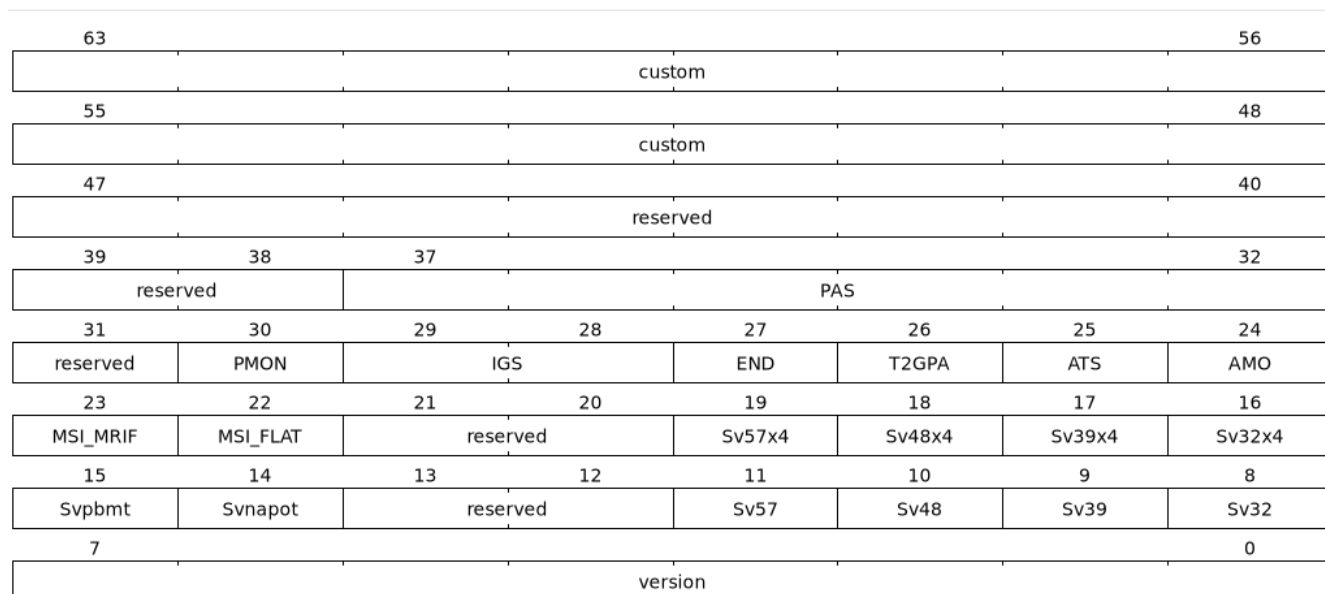 63 56
custom
55 48
custom
47 40
reserved
39 38 37 32
reserved PAS
31 30 29 28 27 26 25 24
reserved PMON IGS END T2GPA ATS AMO
23 22 21 20 19 18 17 16
MSI_MRIF MSI_FLAT reserved Sv57x4 Sv48x4 Sv39x4 Sv32x4
15 14 13 12 11 10 9 8
Svpbmt Svnapot reserved Sv57 Sv48 Sv39 Sv32
7 0
version